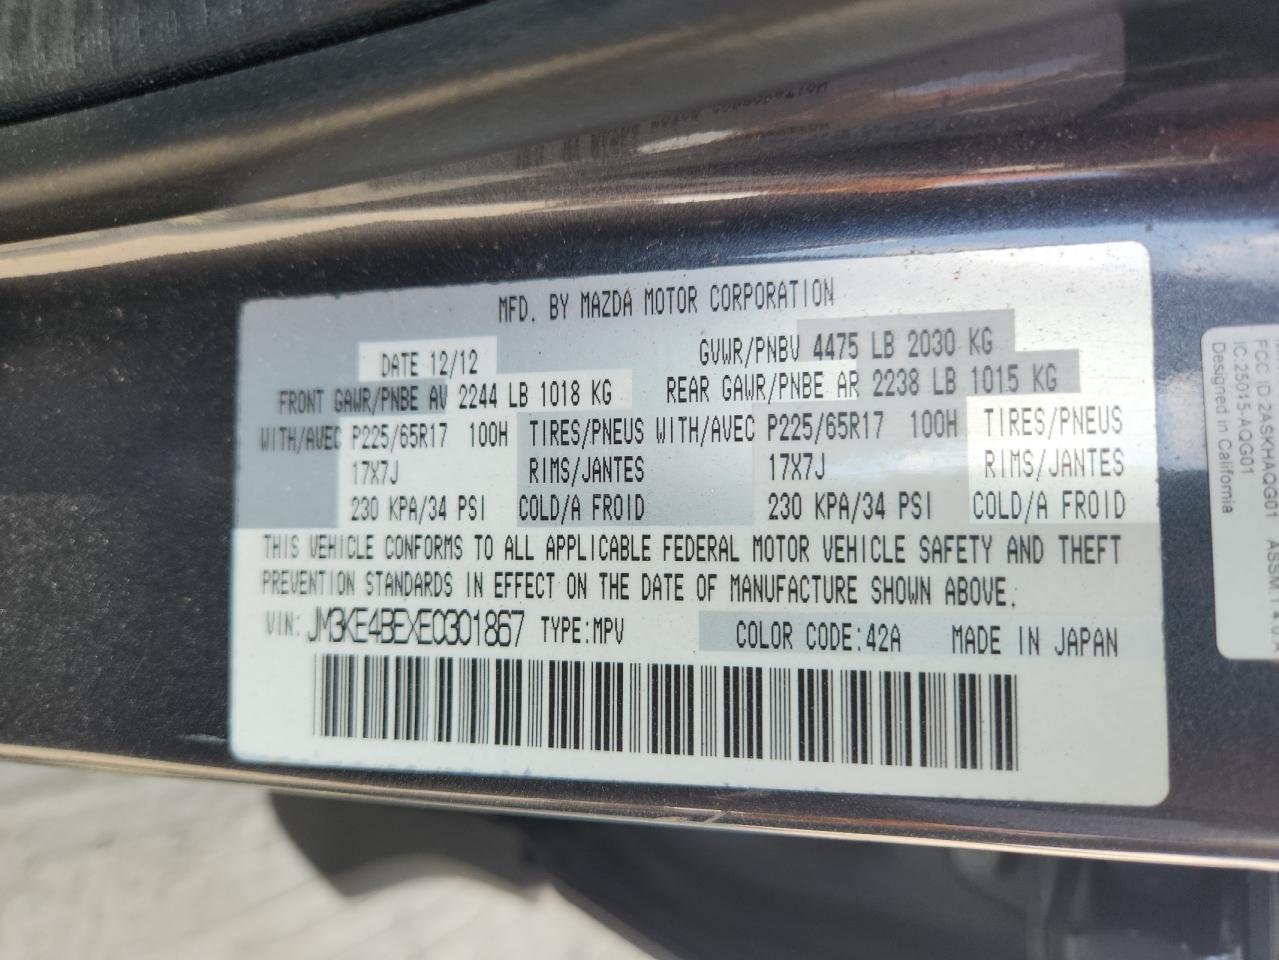 MFD. BY MAZDA MOTOR CORPORATION
DATE 12/12 GVWR/PNBV 4475 LB 2030 KG
FRONT GAWR/PNBE AV 2244 LB 1018 KG REAR GAWR/PNBE AR 2238 LB 1015 KG
WITH/AVEC P225/65R17 100H TIRES/PNEUS WITH/AVEC P225/65R17 100H TIRES/PNEUS
17X7J RIMS/JANTES 17X7J RIMS/JANTES
230 KPA/34 PSI COLD/A FROID 230 KPA/34 PSI COLD/A FROID
THIS VEHICLE CONFORMS TO ALL APPLICABLE FEDERAL MOTOR VEHICLE SAFETY AND THEFT
PREVENTION STANDARDS IN EFFECT ON THE DATE OF MANUFACTURE SHOWN ABOVE.
VIN: JM3KE4BEXE0301867 TYPE:MPV COLOR CODE:42A MADE IN JAPAN
FCC ID 2ASKHAQG01
IC 25015-AQG01
Designed in California